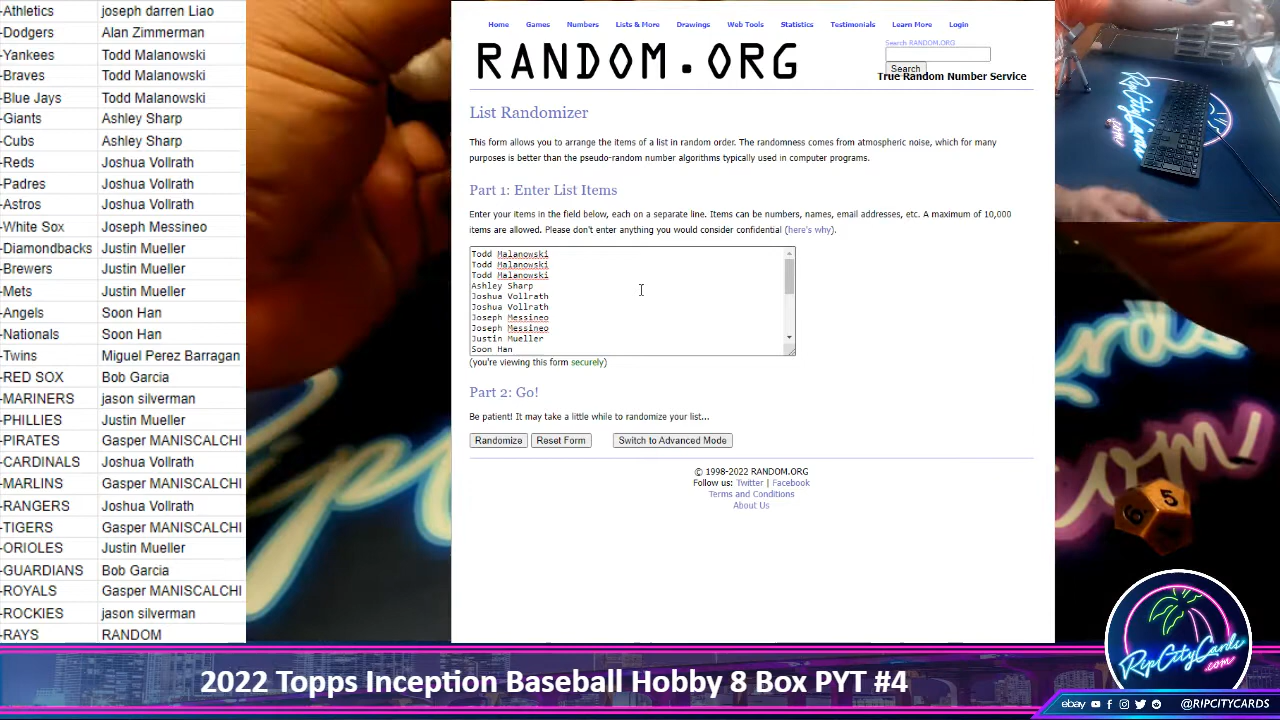 -Athletics joseph darren Liao
-Dodgers Alan Zimmerman
-Yankees Todd Malanowski
-Braves Todd Malanowski
-Blue Jays Todd Malanowski
-Giants Ashley Sharp
-Cubs Ashley Sharp
-Reds Joshua Vollrath
-Padres Joshua Vollrath
-Astros Joshua Vollrath
-White Sox Joseph Messineo
-Diamondbacks Justin Mueller
-Brewers Justin Mueller
-Mets Justin Mueller
-Angels Soon Han
-Nationals Soon Han
-Twins Miguel Perez Barragan
-RED SOX Bob Garcia
-MARINERS jason silverman
-PHILLIES Justin Mueller
-PIRATES Gasper MANISCALCHI
-CARDINALS Joshua Vollrath
-MARLINS Gasper MANISCALCHI
-RANGERS Joshua Vollrath
-TIGERS Gasper MANISCALCHI
-ORIOLES Justin Mueller
-GUARDIANS Bob Garcia
-ROYALS Gasper MANISCALCHI
-ROCKIES jason silverman
-RAYS RANDOM
Home Games Numbers Lists & More Drawings Web Tools Statistics Testimonials Learn More Login
RANDOM.ORG
Search RANDOM.ORG
Search
True Random Number Service
List Randomizer
This form allows you to arrange the items of a list in random order. The randomness comes from atmospheric noise, which for many
purposes is better than the pseudo-random number algorithms typically used in computer programs.
Part 1: Enter List Items
Enter your items in the field below, each on a separate line. Items can be numbers, names, email addresses, etc. A maximum of 10,000
items are allowed. Please don't enter anything you would consider confidential (here's why).
Todd Malanowski
Todd Malanowski
Todd Malanowski
Ashley Sharp
Joshua Vollrath
Joshua Vollrath
Joseph Messineo
Joseph Messineo
Justin Mueller
Soon Han
(you're viewing this form securely)
Part 2: Go!
Be patient! It may take a little while to randomize your list...
Randomize Reset Form Switch to Advanced Mode
© 1998-2022 RANDOM.ORG
Follow us: Twitter | Facebook
Terms and Conditions
About Us
6 5
RipCityCards
.com
2022 Topps Inception Baseball Hobby 8 Box PYT #4
ebay @RIPCITYCARDS